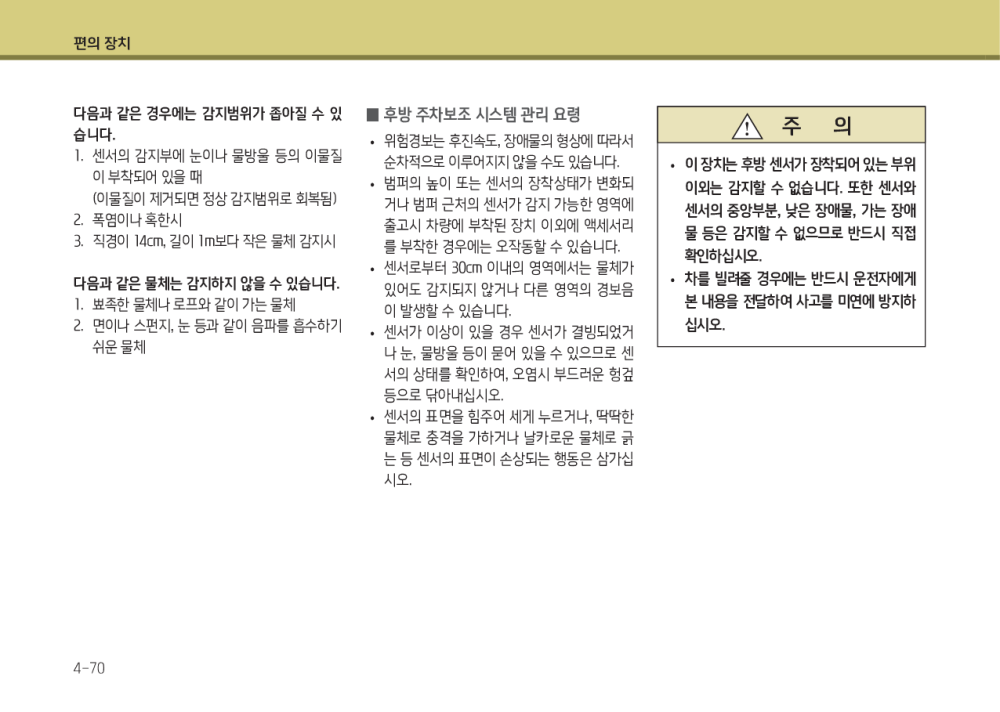 편의 장치
다음과 같은 경우에는 감지범위가 좁아질 수 있
습니다.
1. 센서의 감지부에 눈이나 물방울 등의 이물질
이 부착되어 있을 때
(이물질이 제거되면 정상 감지범위로 회복됨)
2. 폭염이나 혹한시
3. 직경이 14cm, 길이 1m보다 작은 물체 감지시
다음과 같은 물체는 감지하지 않을 수 있습니다.
1. 뾰족한 물체나 로프와 같이 가는 물체
2. 면이나 스펀지, 눈 등과 같이 음파를 흡수하기
쉬운 물체
■ 후방 주차보조 시스템 관리 요령
• 위험경보는 후진속도, 장애물의 형상에 따라서
순차적으로 이루어지지 않을 수도 있습니다.
• 범퍼의 높이 또는 센서의 장착상태가 변화되
거나 범퍼 근처의 센서가 감지 가능한 영역에
출고시 차량에 부착된 장치 이외에 액세서리
를 부착한 경우에는 오작동할 수 있습니다.
• 센서로부터 30cm 이내의 영역에서는 물체가
있어도 감지되지 않거나 다른 영역의 경보음
이 발생할 수 있습니다.
• 센서가 이상이 있을 경우 센서가 결빙되었거
나 눈, 물방울 등이 묻어 있을 수 있으므로 센
서의 상태를 확인하여, 오염시 부드러운 헝겊
등으로 닦아내십시오.
• 센서의 표면을 힘주어 세게 누르거나, 딱딱한
물체로 충격을 가하거나 날카로운 물체로 긁
는 등 센서의 표면이 손상되는 행동은 삼가십
시오.
주 의
• 이 장치는 후방 센서가 장착되어 있는 부위
이외는 감지할 수 없습니다. 또한 센서와
센서의 중앙부분, 낮은 장애물, 가는 장애
물 등은 감지할 수 없으므로 반드시 직접
확인하십시오.
• 차를 빌려줄 경우에는 반드시 운전자에게
본 내용을 전달하여 사고를 미연에 방지하
십시오.
4-70